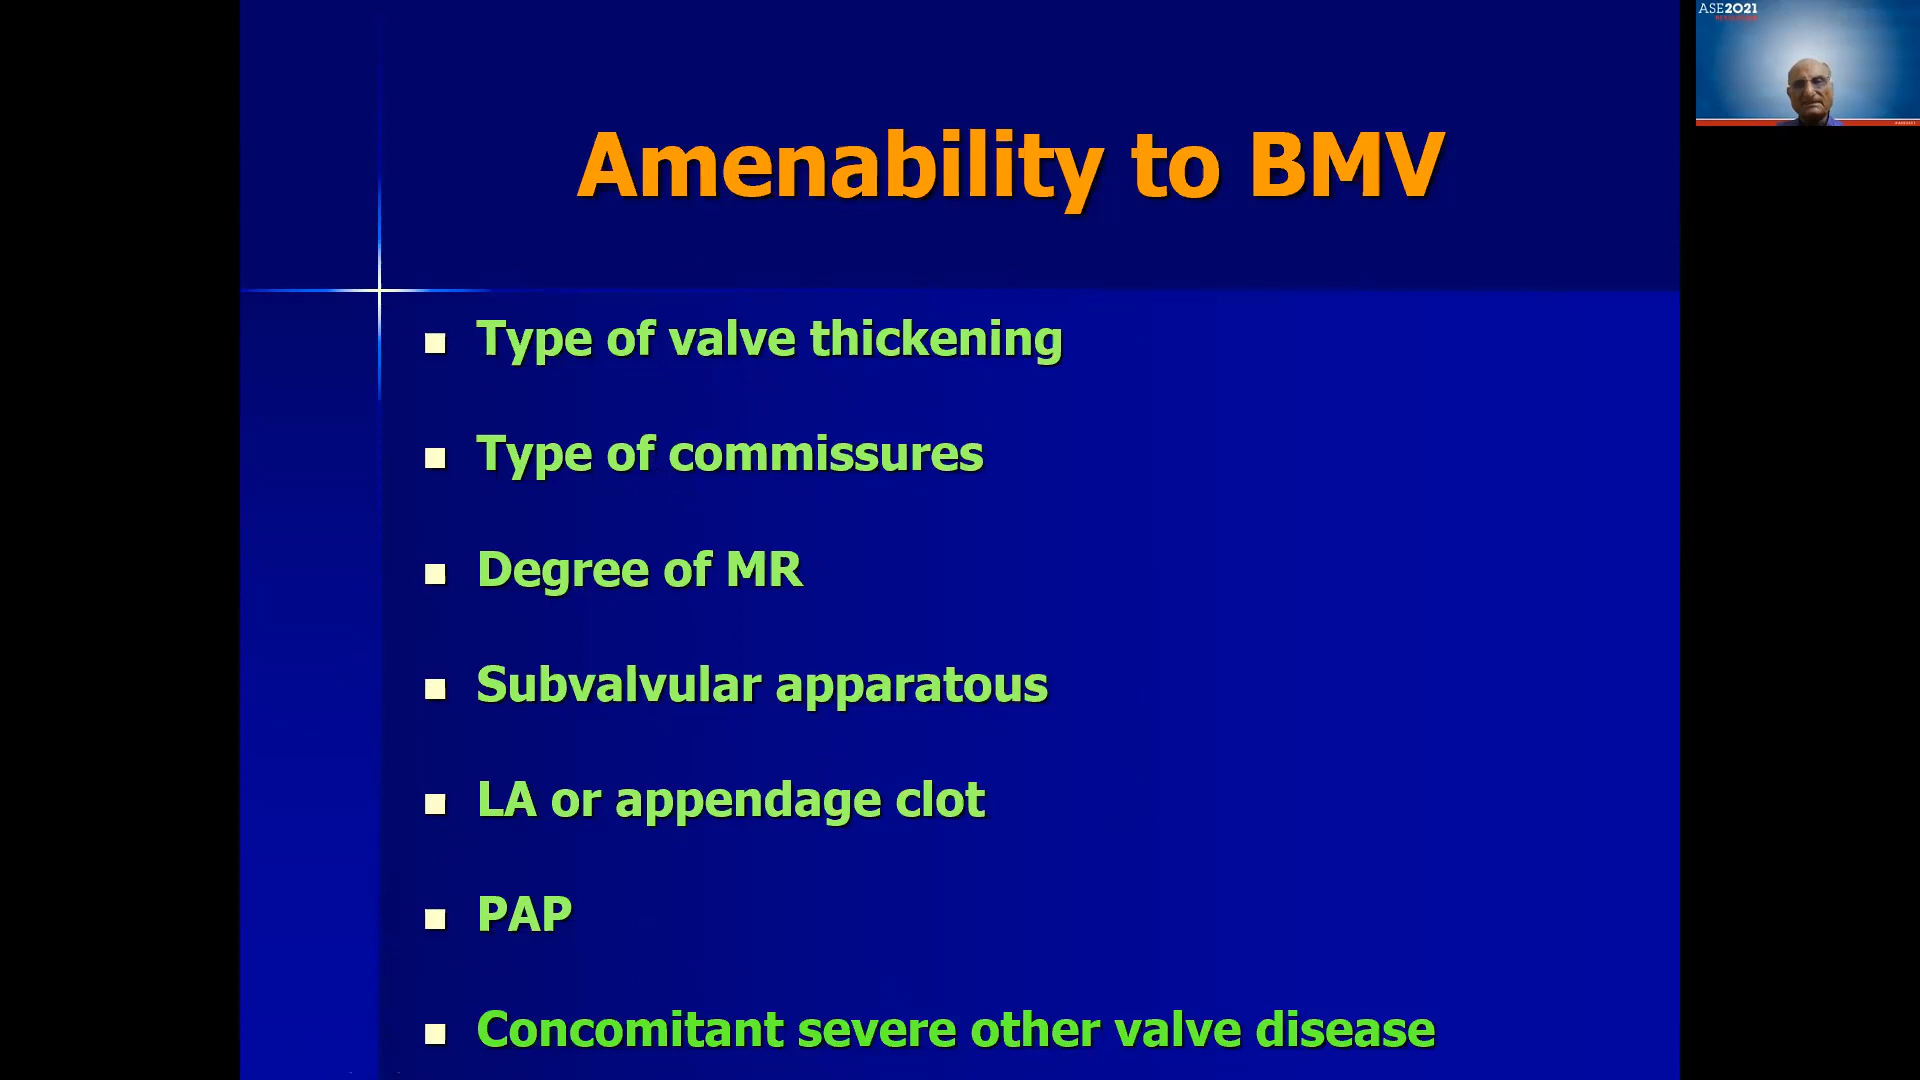 ASE2021
Amenability to BMV
Type of valve thickening
Type of commissures
Degree of MR
Subvalvular apparatous
LA or appendage clot
PAP
Concomitant severe other valve disease